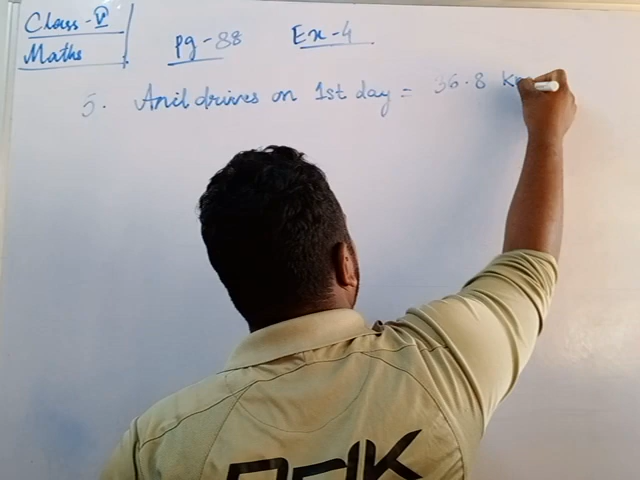 Class - V
Maths
Pg - 88
Ex - 4
5. Anil drives on 1st day = 36.8 Km